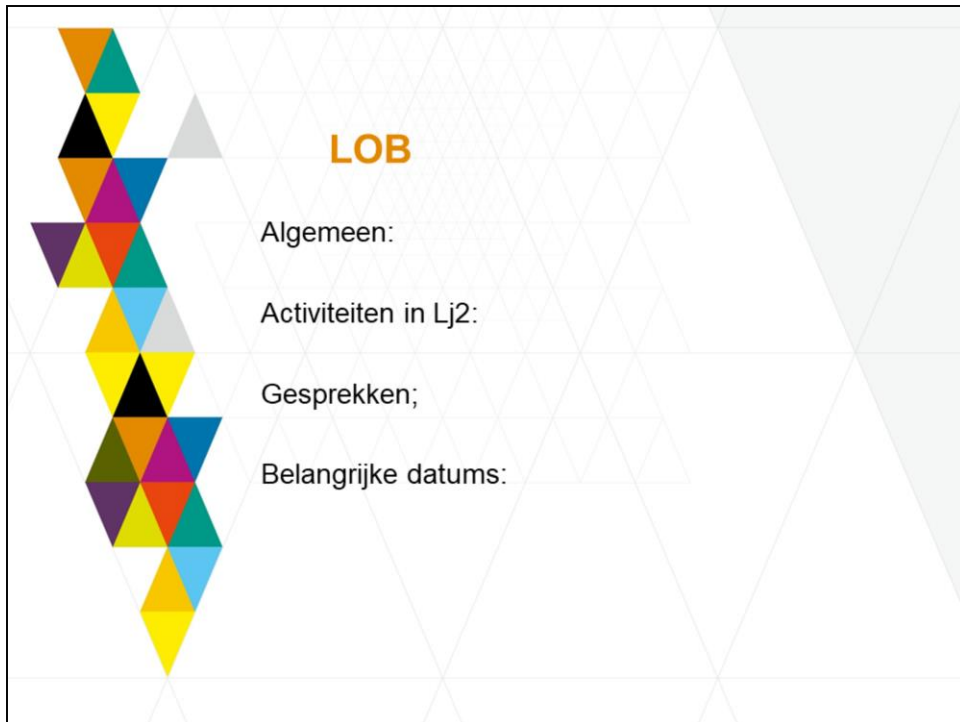 LOB
Algemeen:
Activiteiten in Lj2:
Gesprekken;
Belangrijke datums: